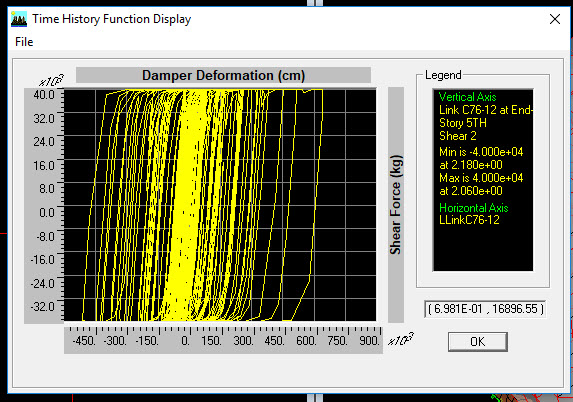 Time History Function Display
File
Damper Deformation (cm)
x10^3
40.0
32.0
24.0
16.0
8.0
0.0
-8.0
-16.0
-24.0
-32.0
-450. -300. -150. 0. 150. 300. 450. 600. 750. 900. x10^3
Shear Force (kg)
Legend
Vertical Axis
Link C76-12 at End-
Story 5TH
Shear 2
Min is -4.000e+04
at 2.180e+00
Max is 4.000e+04
at 2.060e+00
Horizontal Axis
LLinkC76-12
( 6.981E-01 , 16896.55 )
OK